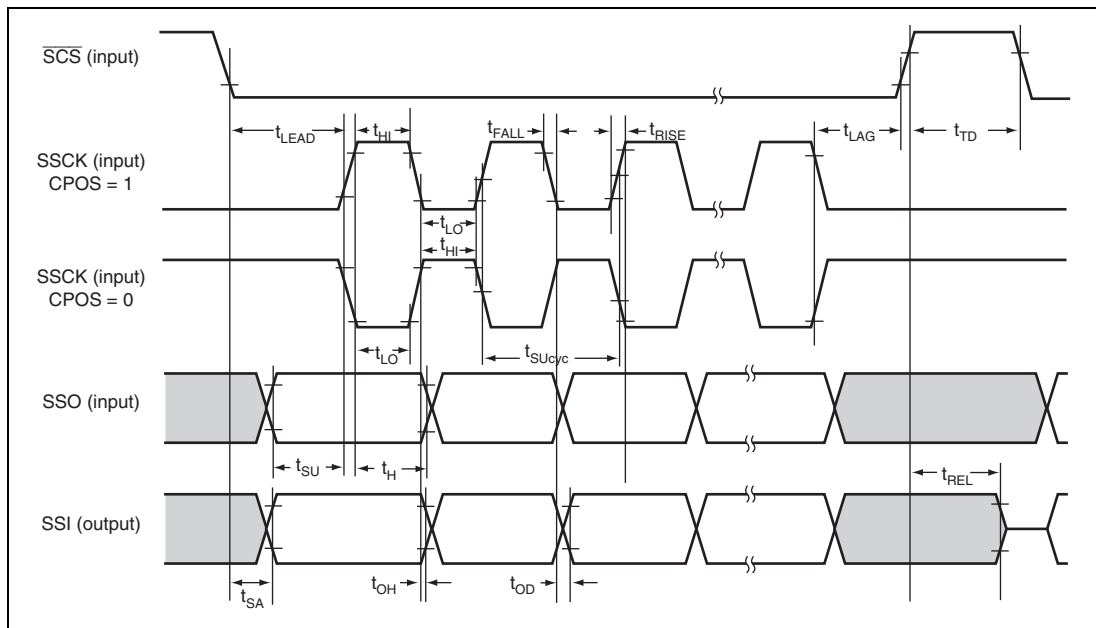 SCS (input)
tLEAD
tHI
tFALL
tRISE
tLAG
tTD
SSCK (input)
CPOS = 1
tLO
tHI
SSCK (input)
CPOS = 0
tLO
tSUcyc
SSO (input)
tSU
tH
tREL
SSI (output)
tSA
tOH
tOD